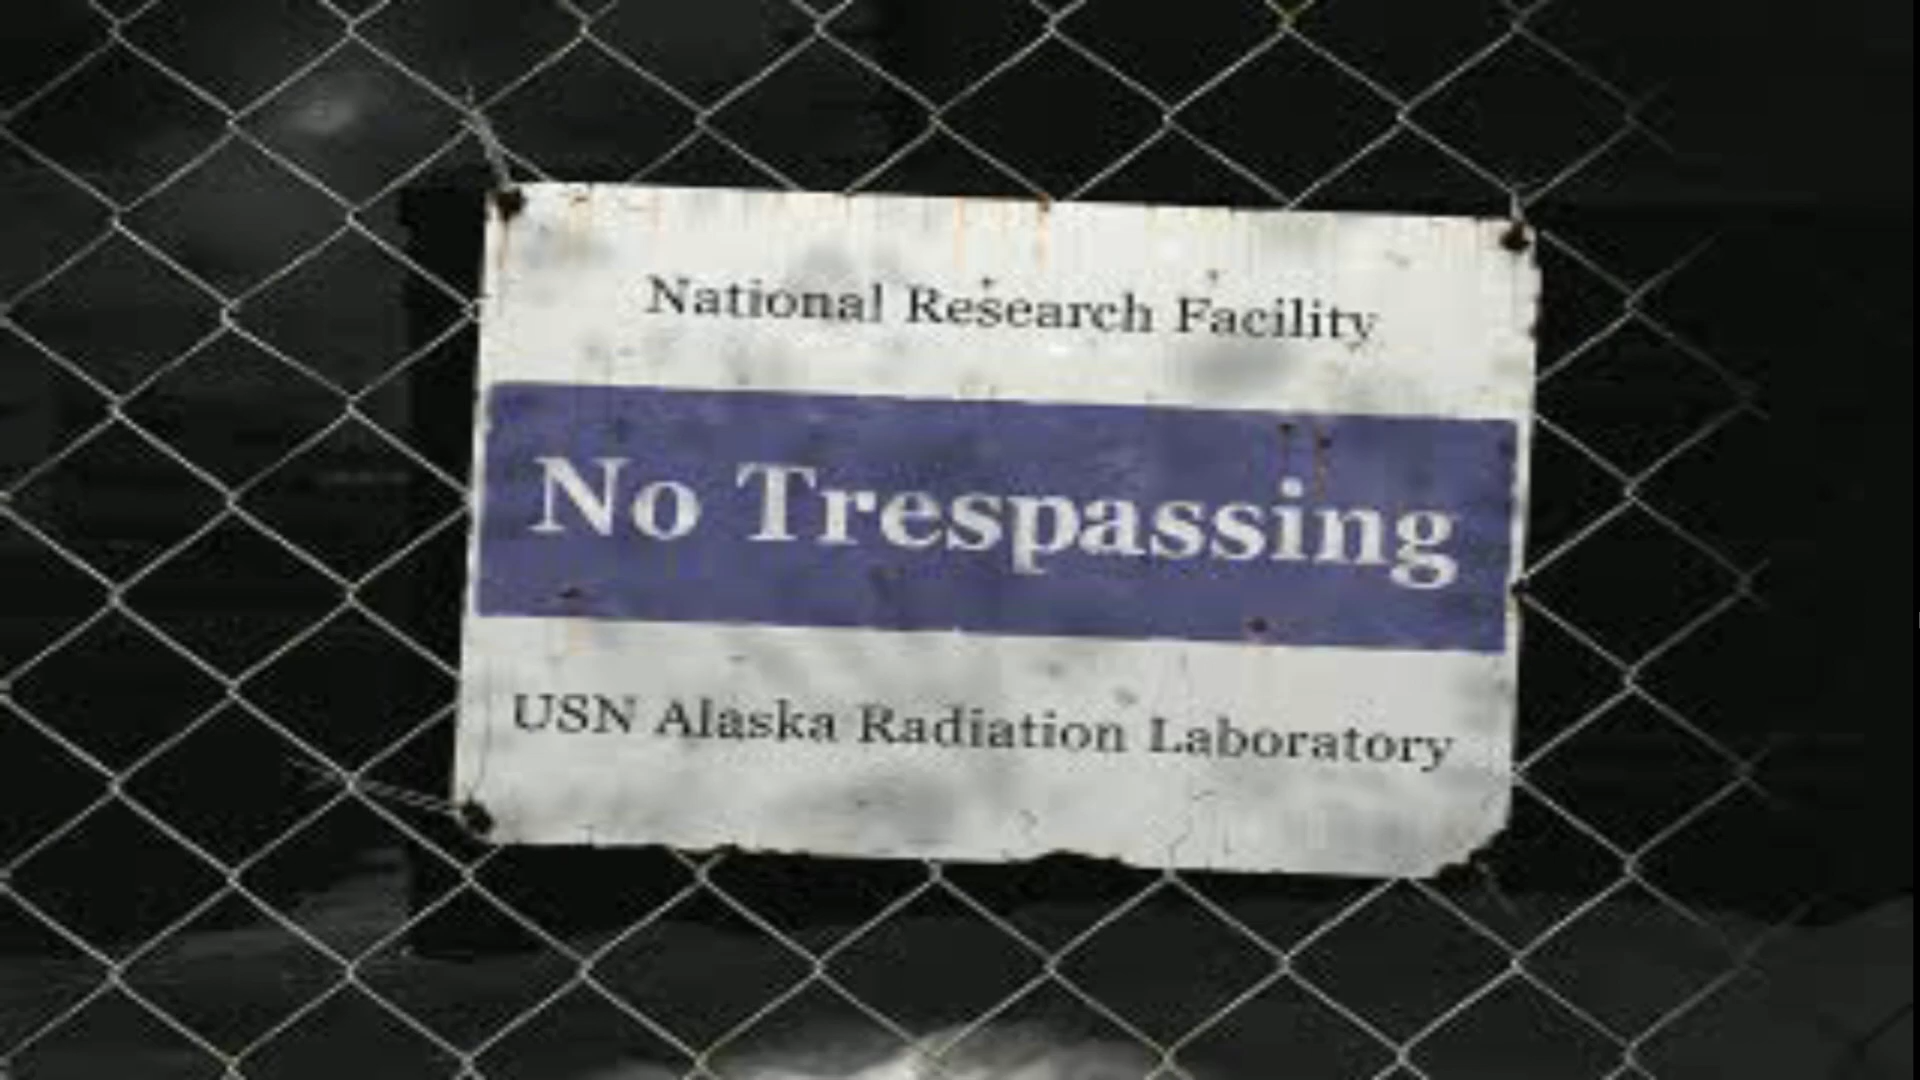 National Research Facility
No Trespassing
USN Alaska Radiation Laboratory